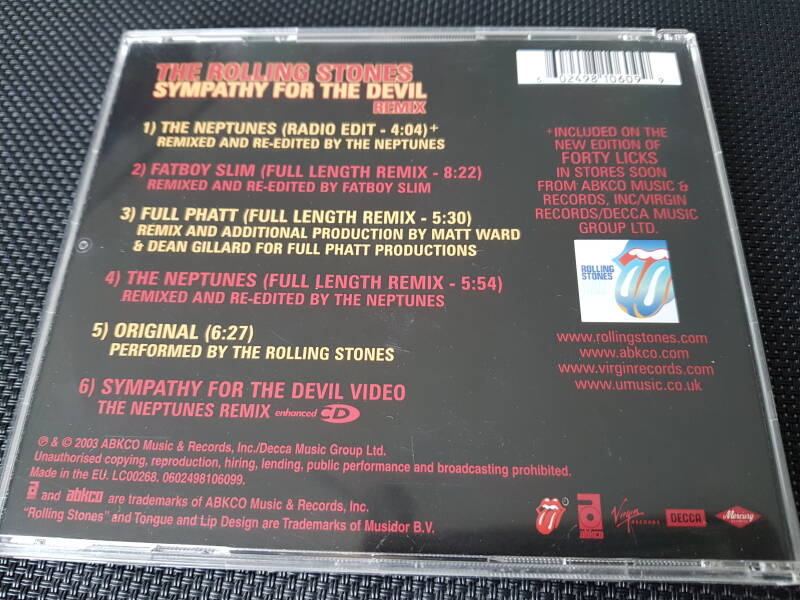 THE ROLLING STONES
SYMPATHY FOR THE DEVIL
REMIX
1) THE NEPTUNES (RADIO EDIT - 4:04)+
REMIXED AND RE-EDITED BY THE NEPTUNES
2) FATBOY SLIM (FULL LENGTH REMIX - 8:22)
REMIXED AND RE-EDITED BY FATBOY SLIM
3) FULL PHATT (FULL LENGTH REMIX - 5:30)
REMIX AND ADDITIONAL PRODUCTION BY MATT WARD
& DEAN GILLARD FOR FULL PHATT PRODUCTIONS
4) THE NEPTUNES (FULL LENGTH REMIX - 5:54)
REMIXED AND RE-EDITED BY THE NEPTUNES
5) ORIGINAL (6:27)
PERFORMED BY THE ROLLING STONES
6) SYMPATHY FOR THE DEVIL VIDEO
THE NEPTUNES REMIX enhanced CD
6 02498 10609 9
+INCLUDED ON THE
NEW EDITION OF
FORTY LICKS
IN STORES SOON
FROM ABKCO MUSIC &
RECORDS, INC/VIRGIN
RECORDS/DECCA MUSIC
GROUP LTD.
ROLLING
STONES
www.rollingstones.com
www.abkco.com
www.virginrecords.com
www.umusic.co.uk
℗ & © 2003 ABKCO Music & Records, Inc./Decca Music Group Ltd.
Unauthorised copying, reproduction, hiring, lending, public performance and broadcasting prohibited.
Made in the EU. LC00268. 0602498106099.
a and abkco are trademarks of ABKCO Music & Records, Inc.
"Rolling Stones" and Tongue and Lip Design are Trademarks of Musidor B.V.
a abkco
Virgin RECORDS
DECCA
Mercury